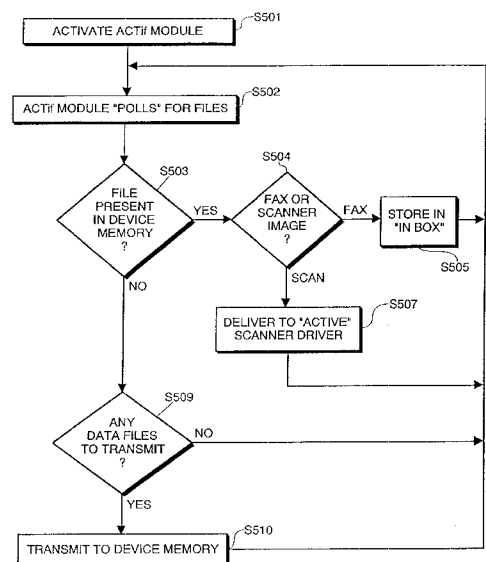 ACTIVATE ACTif MODULE
S501
ACTif MODULE "POLLS" FOR FILES
S502
FILE
PRESENT
IN DEVICE
MEMORY
?
S503
YES
NO
FAX OR
SCANNER
IMAGE
?
S504
FAX
SCAN
STORE IN
"IN BOX"
S505
DELIVER TO "ACTIVE"
SCANNER DRIVER
S507
ANY
DATA FILES
TO TRANSMIT
?
S509
NO
YES
TRANSMIT TO DEVICE MEMORY
S510